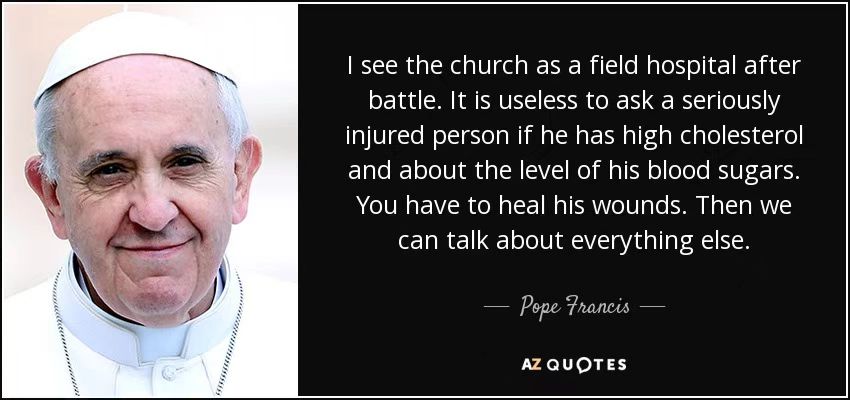 I see the church as a field hospital after
battle. It is useless to ask a seriously
injured person if he has high cholesterol
and about the level of his blood sugars.
You have to heal his wounds. Then we
can talk about everything else.
— Pope Francis —
AZ QUOTES